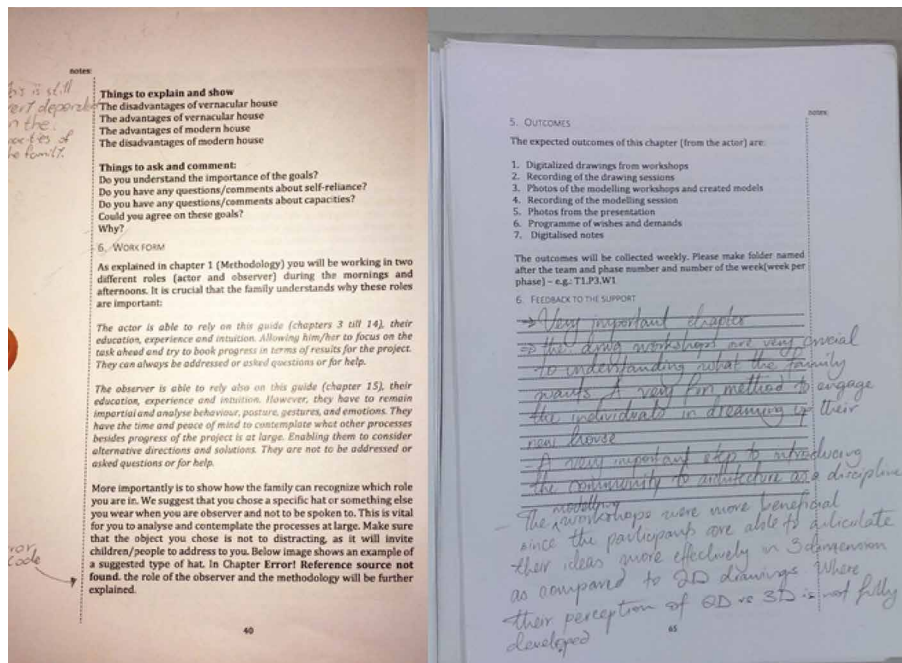 notes:
this is still
very dependent
on the
capacities of
the family.
Things to explain and show
The disadvantages of vernacular house
The advantages of vernacular house
The advantages of modern house
The disadvantages of modern house
Things to ask and comment:
Do you understand the importance of the goals?
Do you have any questions/comments about self-reliance?
Do you have any questions/comments about capacities?
Could you agree on these goals?
Why?
6. WORK FORM
As explained in chapter 1 (Methodology) you will be working in two
different roles (actor and observer) during the mornings and
afternoons. It is crucial that the family understands why these roles
are important:
The actor is able to rely on this guide (chapters 3 till 14), their
education, experience and intuition. Allowing him/her to focus on the
task ahead and try to book progress in terms of results for the project.
They can always be addressed or asked questions or for help.
The observer is able to rely also on this guide (chapter 15), their
education, experience and intuition. However, they have to remain
impartial and analyse behaviour, posture, gestures, and emotions. They
have the time and peace of mind to contemplate what other processes
besides progress of the project is at large. Enabling them to consider
alternative directions and solutions. They are not to be addressed or
asked questions or for help.
More importantly is to show how the family can recognize which role
you are in. We suggest that you chose a specific hat or something else
you wear when you are observer and not to be spoken to. This is vital
for you to analyse and contemplate the processes at large. Make sure
that the object you chose is not to distracting, as it will invite
children/people to address to you. Below image shows an example of
a suggested type of hat. In Chapter Error! Reference source not
found. the role of the observer and the methodology will be further
explained.
error
code
40
notes:
5. OUTCOMES
The expected outcomes of this chapter (from the actor) are:
1. Digitalized drawings from workshops
2. Recording of the drawing sessions
3. Photos of the modelling workshops and created models
4. Recording of the modelling session
5. Photos from the presentation
6. Programme of wishes and demands
7. Digitalised notes
The outcomes will be collected weekly. Please make folder named
after the team and phase number and number of the week(week per
phase) – e.g.: T1.P3.W1
6. FEEDBACK TO THE SUPPORT
→ Very important chapter
⇒ the workshops are very crucial
to understanding what the family
wants. A very fun method to engage
the individuals in dreaming up their
new house
- A very important step to introducing
the community to architecture as a discipline
- The modelling workshops were more beneficial
since the participants are able to articulate
their ideas more effectively in 3 dimension
as compared to 2D drawings where
their perception of 2D vs 3D is not fully
developed
65